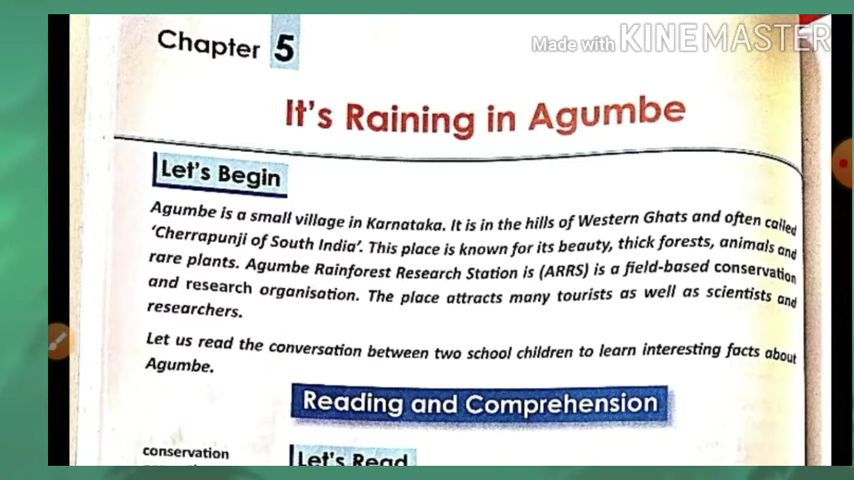 Made with KINEMASTER
Chapter 5
It's Raining in Agumbe
Let's Begin
Agumbe is a small village in Karnataka. It is in the hills of Western Ghats and often called
'Cherrapunji of South India'. This place is known for its beauty, thick forests, animals and
rare plants. Agumbe Rainforest Research Station is (ARRS) is a field-based conservation
and research organisation. The place attracts many tourists as well as scientists and
researchers.
Let us read the conversation between two school children to learn interesting facts about
Agumbe.
Reading and Comprehension
conservation
Let's Read